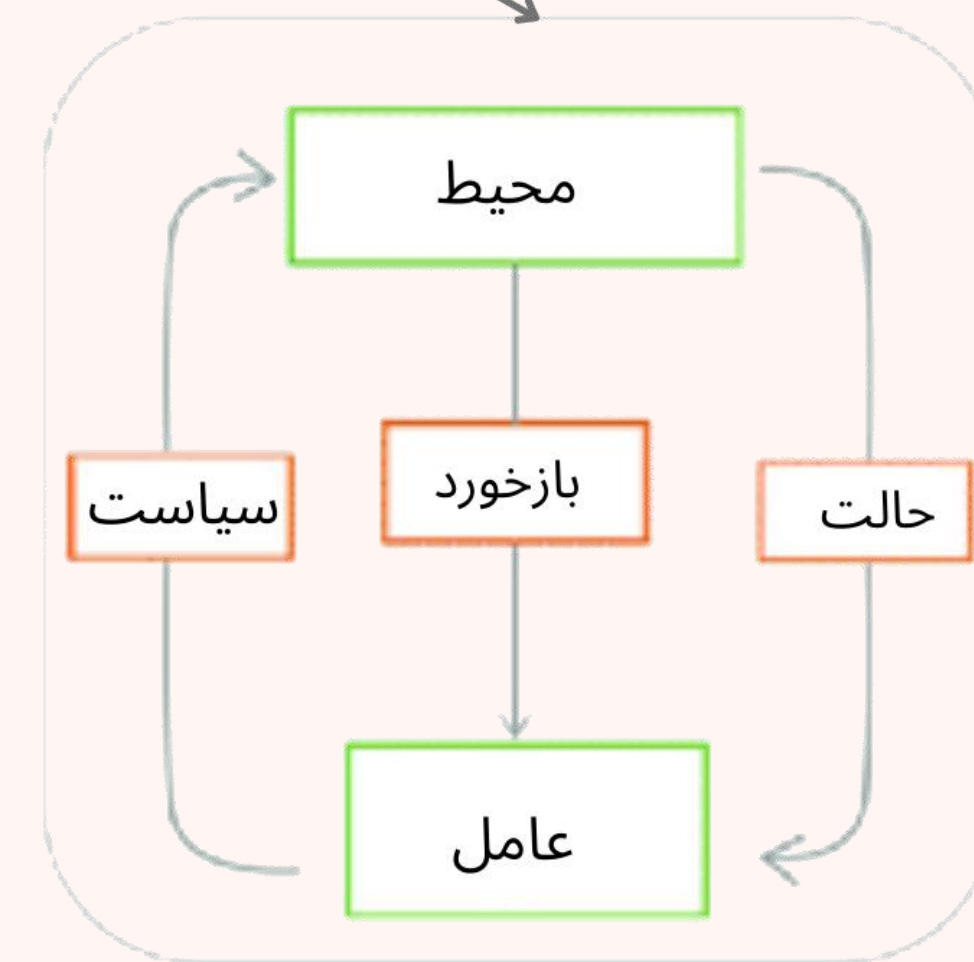 محیط
بازخورد
حالت
سیاست
عامل